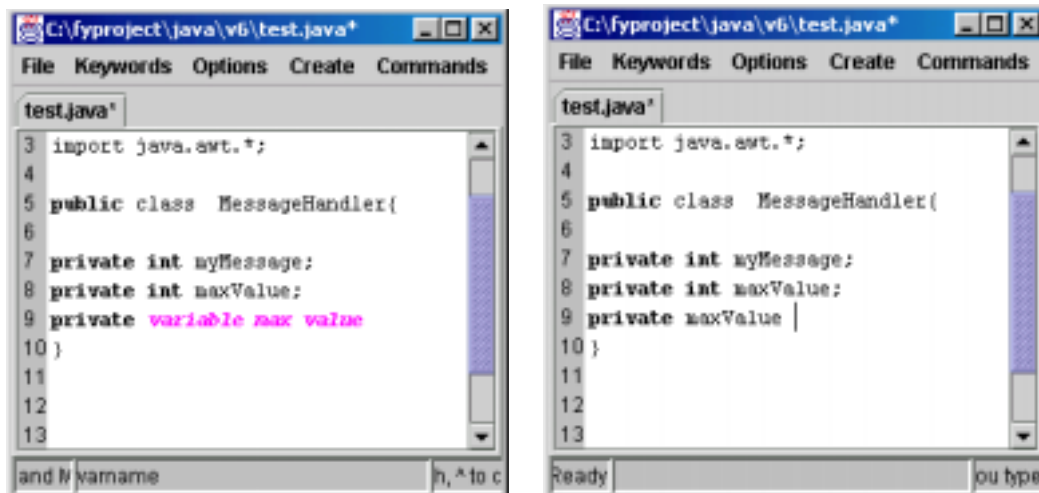 C:\fyproject\java\v6\test.java*
File Keywords Options Create Commands
test.java*
3 import java.awt.*;
4
5 public class MessageHandler{
6
7 private int myMessage;
8 private int maxValue;
9 private variable max value
10 }
11
12
13
and varname h, ^ to c
C:\fyproject\java\v6\test.java*
File Keywords Options Create Commands
test.java*
3 import java.awt.*;
4
5 public class MessageHandler{
6
7 private int myMessage;
8 private int maxValue;
9 private maxValue
10 }
11
12
13
Ready ou type